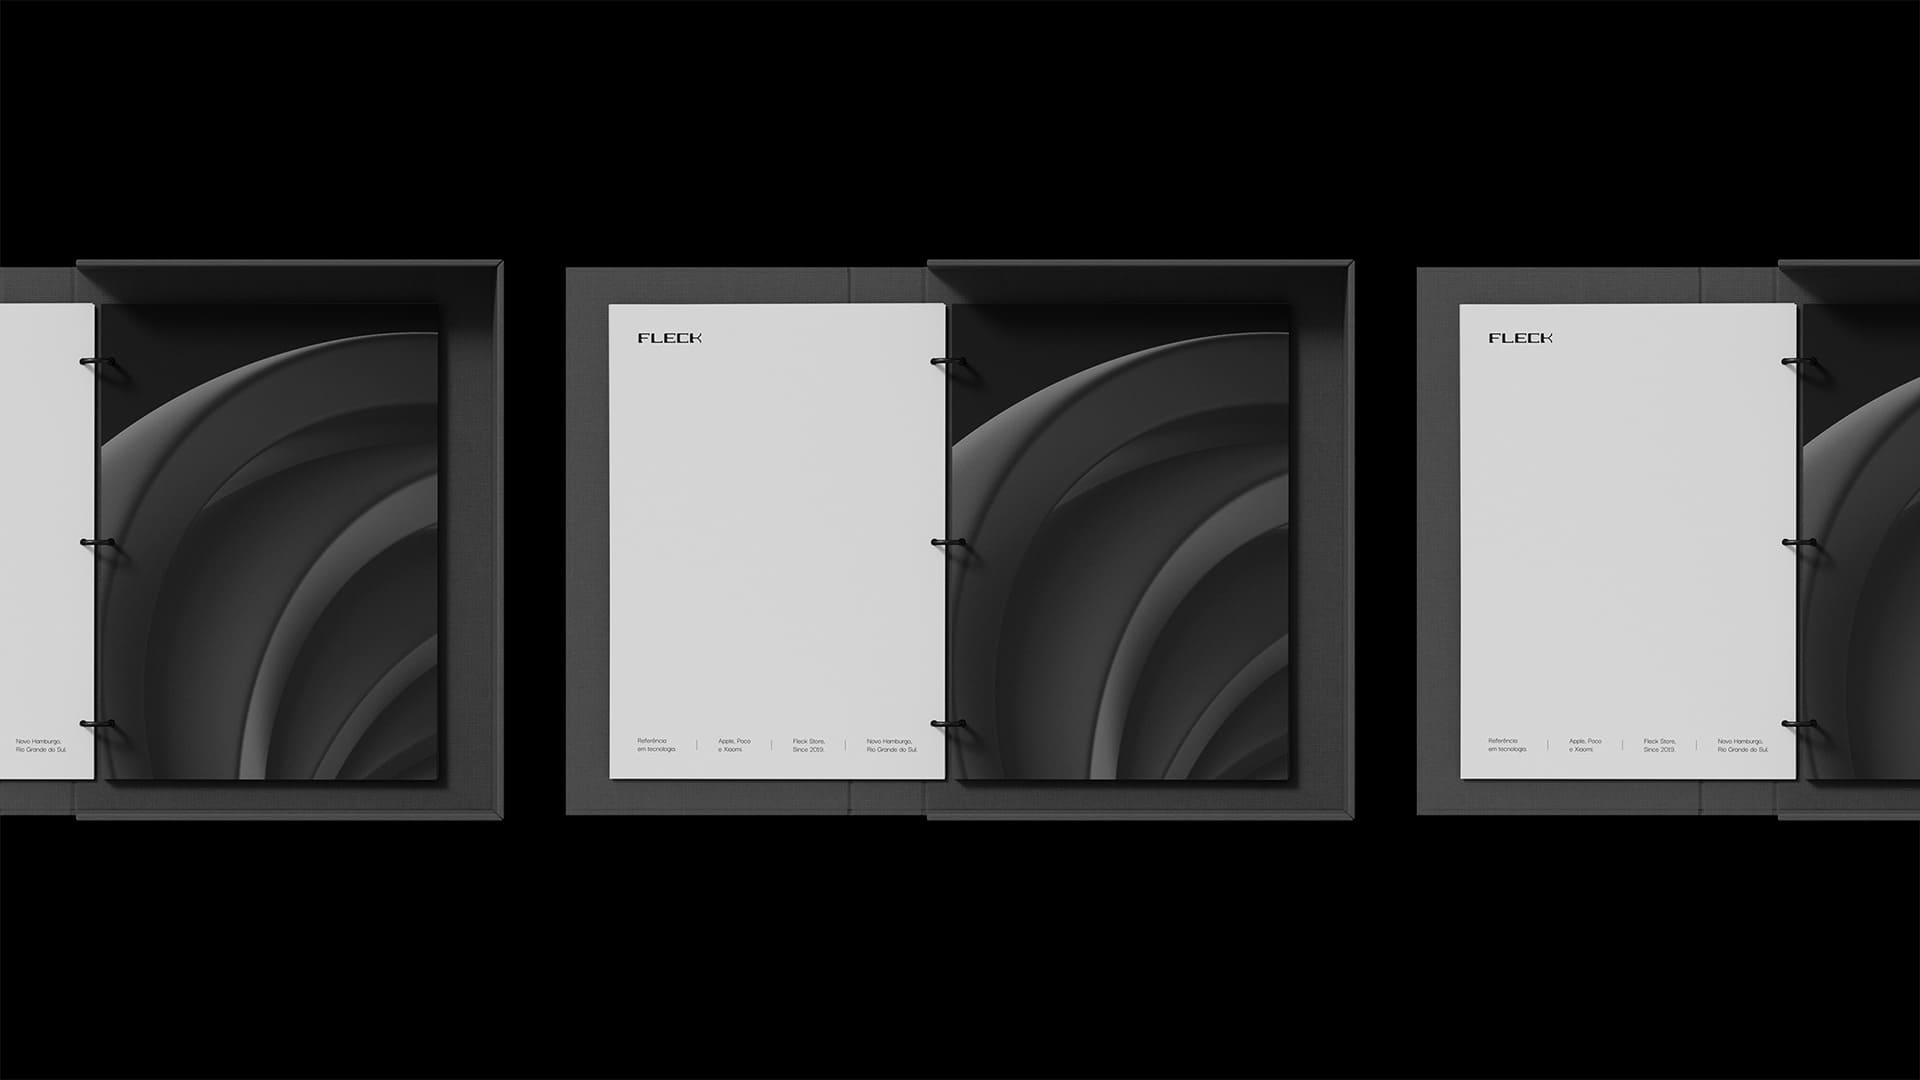 Novo Hamburgo,
Rio Grande do Sul.
FLECK
Referência
em tecnologia.
Apple, Poco
e Xiaomi.
Fleck Store,
Since 2019.
Novo Hamburgo,
Rio Grande do Sul.
FLECK
Referência
em tecnologia.
Apple, Poco
e Xiaomi.
Fleck Store,
Since 2019.
Novo Hamburgo,
Rio Grande do Sul.